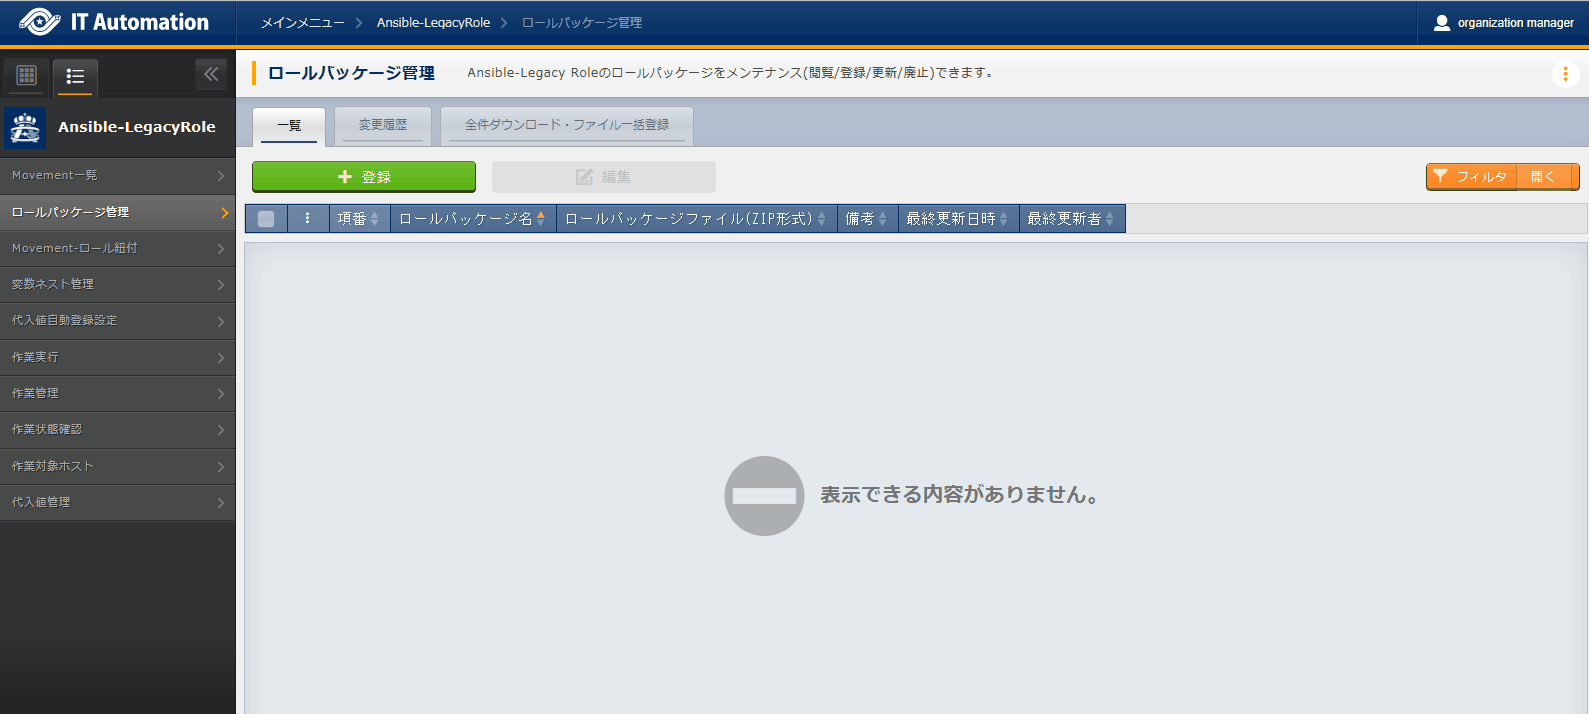 IT Automation
メインメニュー
Ansible-LegacyRole
ロールパッケージ管理
organization manager
ロールパッケージ管理
Ansible-Legacy Roleのロールパッケージをメンテナンス(閲覧/登録/更新/廃止)できます。
Ansible-LegacyRole
Movement一覧
ロールパッケージ管理
Movement-ロール紐付
変数ネスト管理
代入値自動登録設定
作業実行
作業管理
作業状態確認
作業対象ホスト
代入値管理
一覧
変更履歴
全件ダウンロード・ファイル一括登録
登録
編集
フィルタ
開く
項番
ロールパッケージ名
ロールパッケージファイル(ZIP形式)
備考
最終更新日時
最終更新者
表示できる内容がありません。